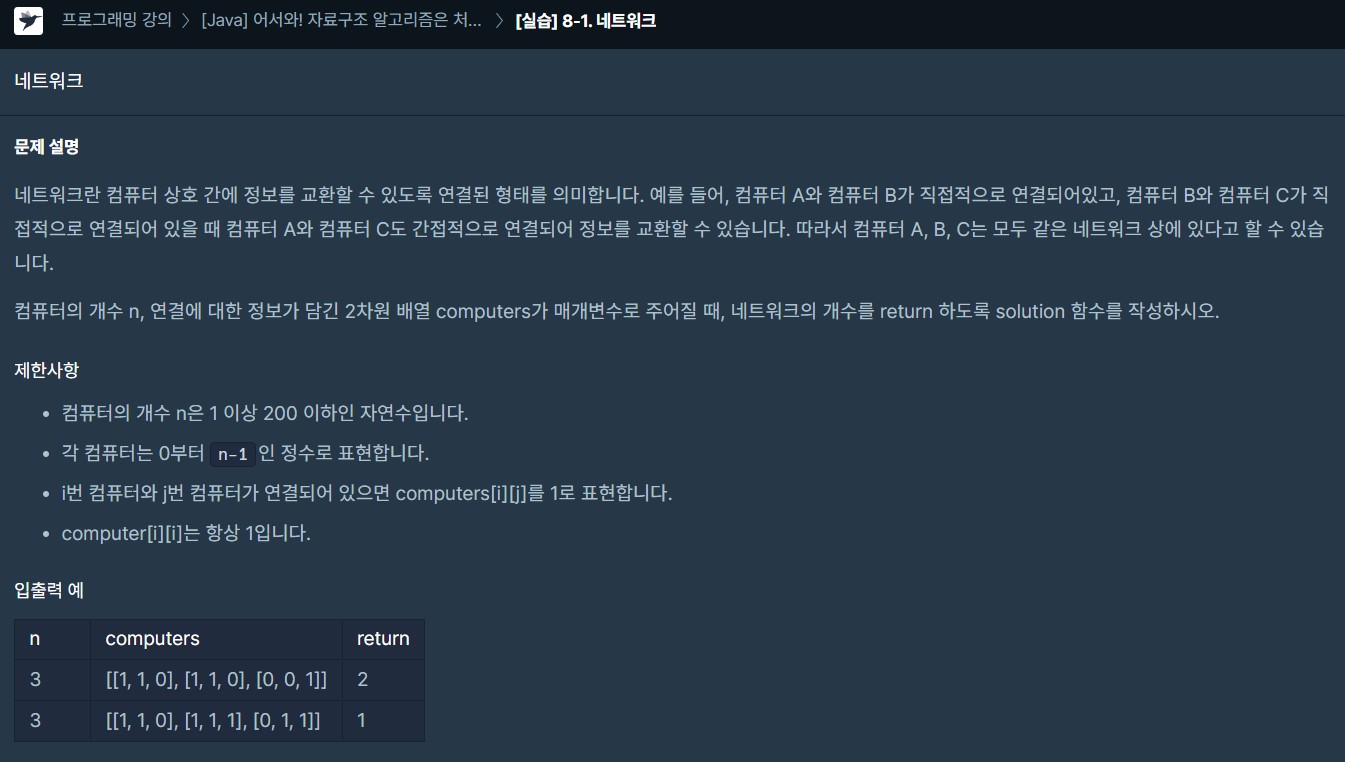 프로그래밍 강의 > [Java] 어서와! 자료구조 알고리즘은 처... > [실습] 8-1. 네트워크
네트워크
문제 설명
네트워크란 컴퓨터 상호 간에 정보를 교환할 수 있도록 연결된 형태를 의미합니다. 예를 들어, 컴퓨터 A와 컴퓨터 B가 직접적으로 연결되어있고, 컴퓨터 B와 컴퓨터 C가 직
접적으로 연결되어 있을 때 컴퓨터 A와 컴퓨터 C도 간접적으로 연결되어 정보를 교환할 수 있습니다. 따라서 컴퓨터 A, B, C는 모두 같은 네트워크 상에 있다고 할 수 있습
니다.
컴퓨터의 개수 n, 연결에 대한 정보가 담긴 2차원 배열 computers가 매개변수로 주어질 때, 네트워크의 개수를 return 하도록 solution 함수를 작성하시오.
제한사항
• 컴퓨터의 개수 n은 1 이상 200 이하인 자연수입니다.
• 각 컴퓨터는 0부터 n-1 인 정수로 표현합니다.
• i번 컴퓨터와 j번 컴퓨터가 연결되어 있으면 computers[i][j]를 1로 표현합니다.
• computer[i][i]는 항상 1입니다.
입출력 예
n computers return
3 [[1, 1, 0], [1, 1, 0], [0, 0, 1]] 2
3 [[1, 1, 0], [1, 1, 1], [0, 1, 1]] 1